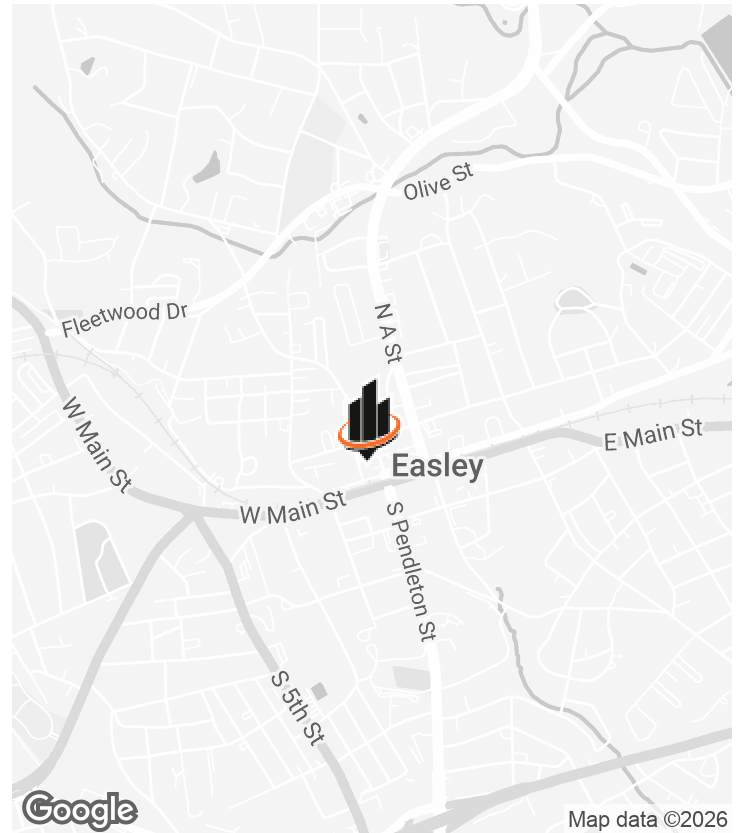 Olive St
Fleetwood Dr
N A St
W Main St
E Main St
Easley
W Main St
S Pendleton St
S 5th St
Google
Map data ©2026